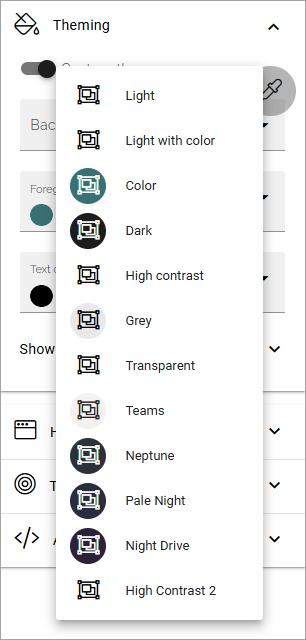 Theming
Light
Light with color
Color
Dark
High contrast
Grey
Transparent
Teams
Neptune
Pale Night
Night Drive
High Contrast 2
Bac
Foreg
Text c
Show